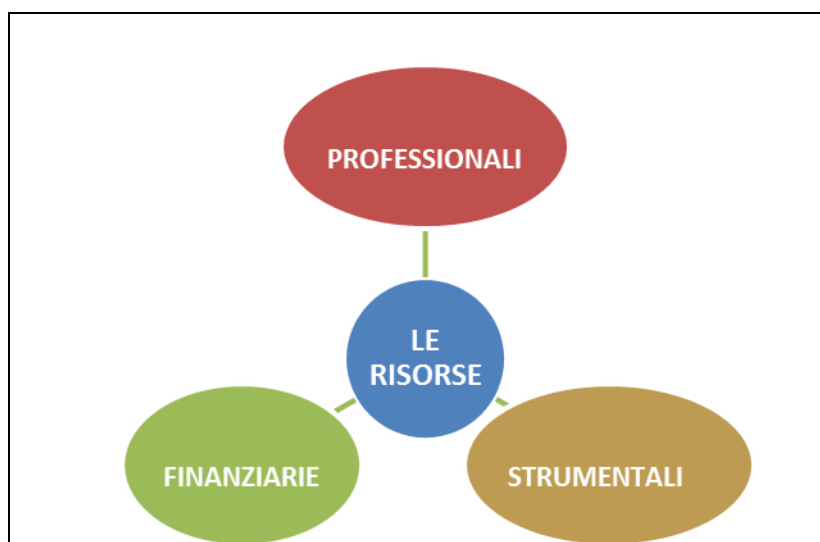 PROFESSIONALI
LE
RISORSE
FINANZIARIE
STRUMENTALI